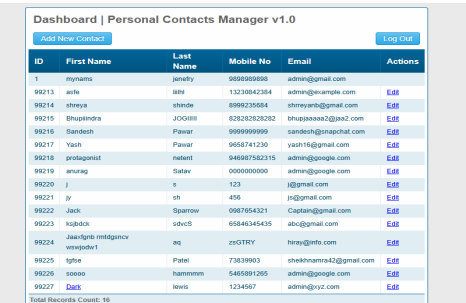 Dashboard | Personal Contacts Manager v1.0
Add New Contact Log Out
ID First Name Last Name Mobile No Email Actions
1 mynams jenefry 9898989898 admin@gmail.com
99213 asfe lilhl 13230842384 admin@example.com Edit
99214 shreya shinde 8999235684 shrreyanb@gmail.com Edit
99215 Bhupiindra JOGIIIII 828282828282 bhupjaaaaa2@jaa2.com Edit
99216 Sandesh Pawar 9999999999 sandesh@snapchat.com Edit
99217 Yash Pawar 9658741230 yash16@gmail.com Edit
99218 protagonist netent 946987582315 admin@google.com Edit
99219 anurag Satav 0000000000 admin@google.com Edit
99220 j s 123 j@gmail.com Edit
99221 jy sh 456 js@gmail.com Edit
99222 Jack Sparrow 0987654321 Captain@gmail.com Edit
99223 ksjbdck sdvcS 65846345435 abc@gmail.com Edit
99224 Jaaxfgnb rmtdgsncv wswjodw1 aq zsGTRY hiray@info.com Edit
99225 tgfse Patel 73839903 sheikhnamra42@gmail.com Edit
99226 soooo hammmm 5465891265 admin@google.com Edit
99227 Dark lewis 1234567 admin@xyz.com Edit
Total Records Count: 16